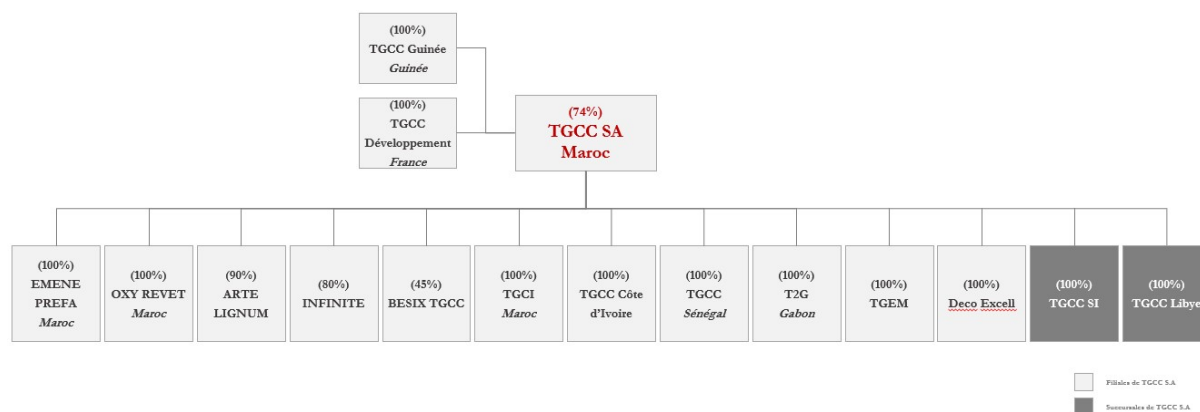 (100%)
TGCC Guinée
Guinée
(100%)
TGCC
Développement
France
(74%)
TGCC SA
Maroc
(100%)
EMENE
PREFA
Maroc
(100%)
OXY REVET
Maroc
(90%)
ARTE
LIGNUM
(80%)
INFINITE
(45%)
BESIX TGCC
(100%)
TGCI
Maroc
(100%)
TGCC Côte
d'Ivoire
(100%)
TGCC
Sénégal
(100%)
T2G
Gabon
(100%)
TGEM
(100%)
Deco Excell
(100%)
TGCC SI
(100%)
TGCC Libye
Filiales de TGCC S.A
Succursales de TGCC S.A